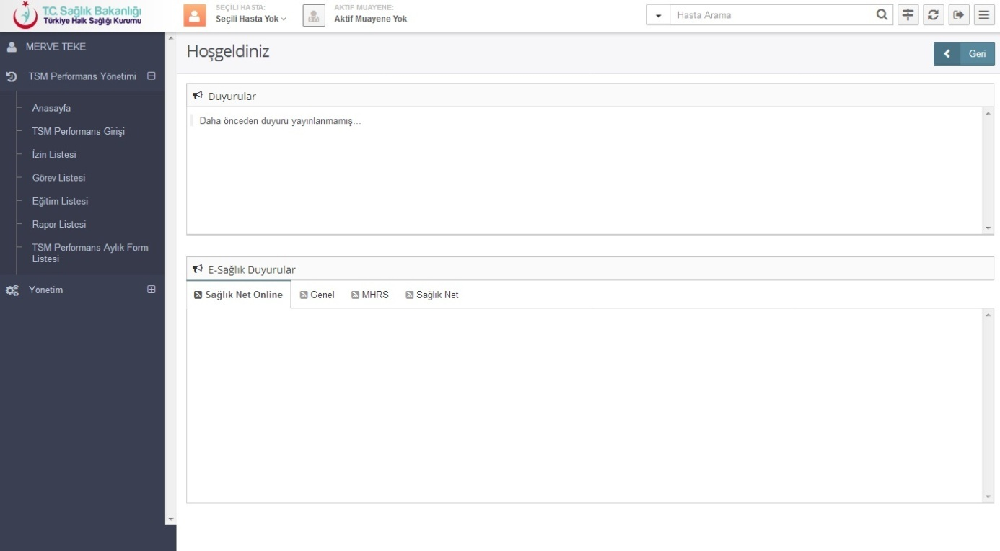 T.C. Sağlık Bakanlığı
Türkiye Halk Sağlığı Kurumu
SEÇİLİ HASTA:
Seçili Hasta Yok
AKTİF MUAYENE:
Aktif Muayene Yok
Hasta Arama
MERVE TEKE
TSM Performans Yönetimi
Anasayfa
TSM Performans Girişi
İzin Listesi
Görev Listesi
Eğitim Listesi
Rapor Listesi
TSM Performans Aylık Form
Listesi
Yönetim
Hoşgeldiniz
Geri
Duyurular
Daha önceden duyuru yayınlanmamış...
E-Sağlık Duyurular
Sağlık Net Online
Genel
MHRS
Sağlık Net